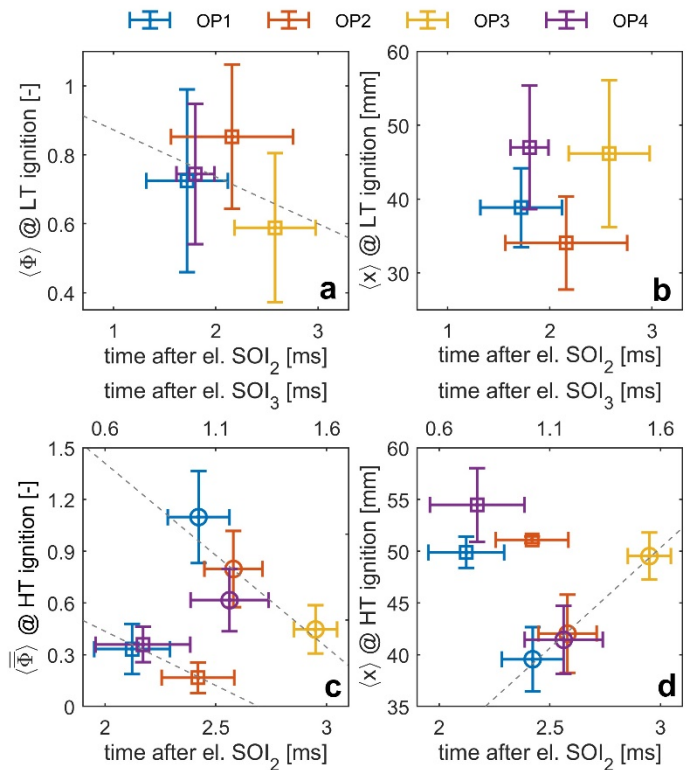 OP1 OP2 OP3 OP4
⟨Φ⟩ @ LT ignition [-]
1
0.8
0.6
0.4
1 2 3
a
time after el. SOI₂ [ms]
time after el. SOI₃ [ms]
⟨x⟩ @ LT ignition [mm]
60
50
40
30
1 2 3
b
time after el. SOI₂ [ms]
time after el. SOI₃ [ms]
0.6 1.1 1.6
⟨Φ̿⟩ @ HT ignition [-]
1.5
1.2
0.9
0.6
0.3
0
2 2.5 3
c
time after el. SOI₂ [ms]
0.6 1.1 1.6
⟨x⟩ @ HT ignition [mm]
60
55
50
45
40
35
2 2.5 3
d
time after el. SOI₂ [ms]